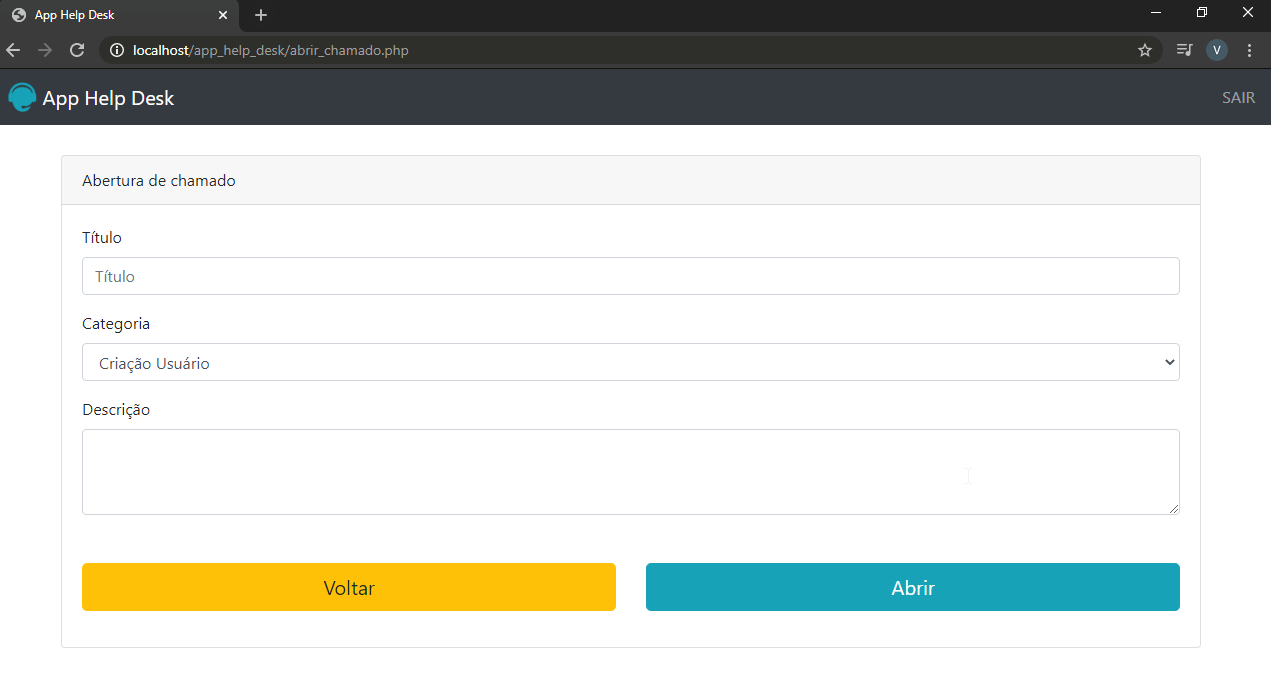 App Help Desk
localhost/app_help_desk/abrir_chamado.php
V
App Help Desk
SAIR
Abertura de chamado
Título
Título
Categoria
Criação Usuário
Descrição
Voltar
Abrir